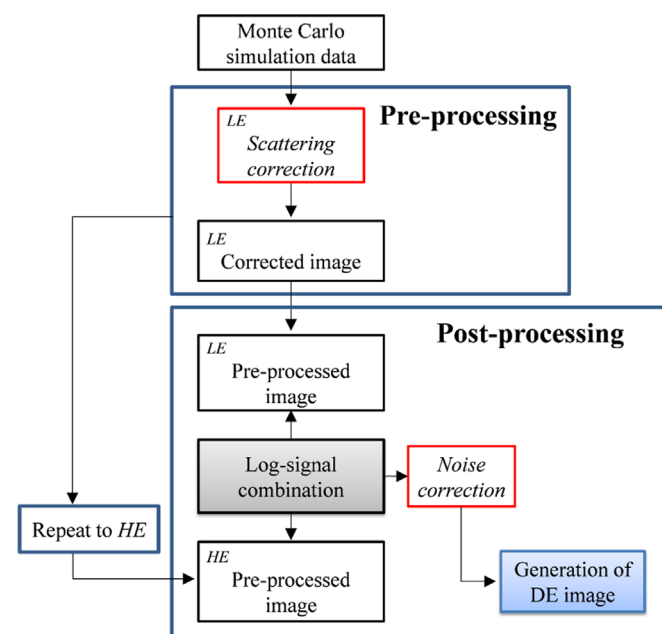 Monte Carlo
simulation data
Pre-processing
LE
Scattering
correction
LE
Corrected image
Post-processing
LE
Pre-processed
image
Log-signal
combination
Noise
correction
Repeat to HE
HE
Pre-processed
image
Generation of
DE image